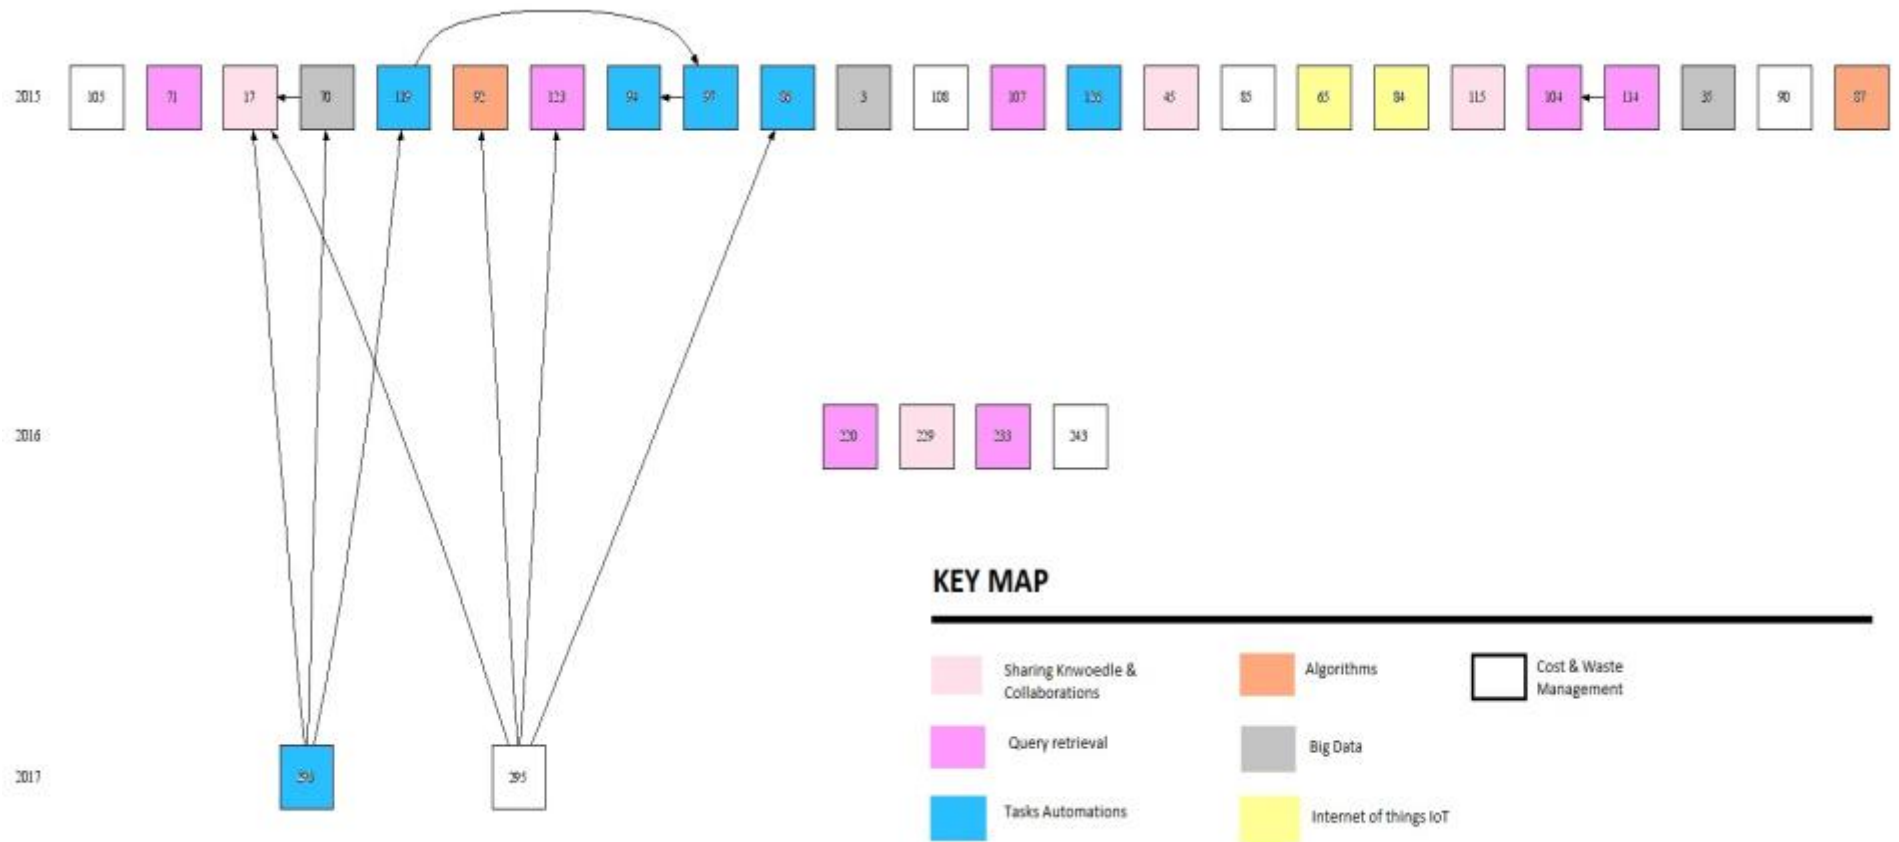 2015 105 71 17 70 119 92 123 94 97 86 3 108 107 126 45 85 65 84 115 104 114 35 90 87
2016 220 229 233 243
KEY MAP
Sharing Knwoedle &
Collaborations
Algorithms
Cost & Waste
Management
Query retrieval
Big Data
2017 295
Tasks Automations
Internet of things IoT